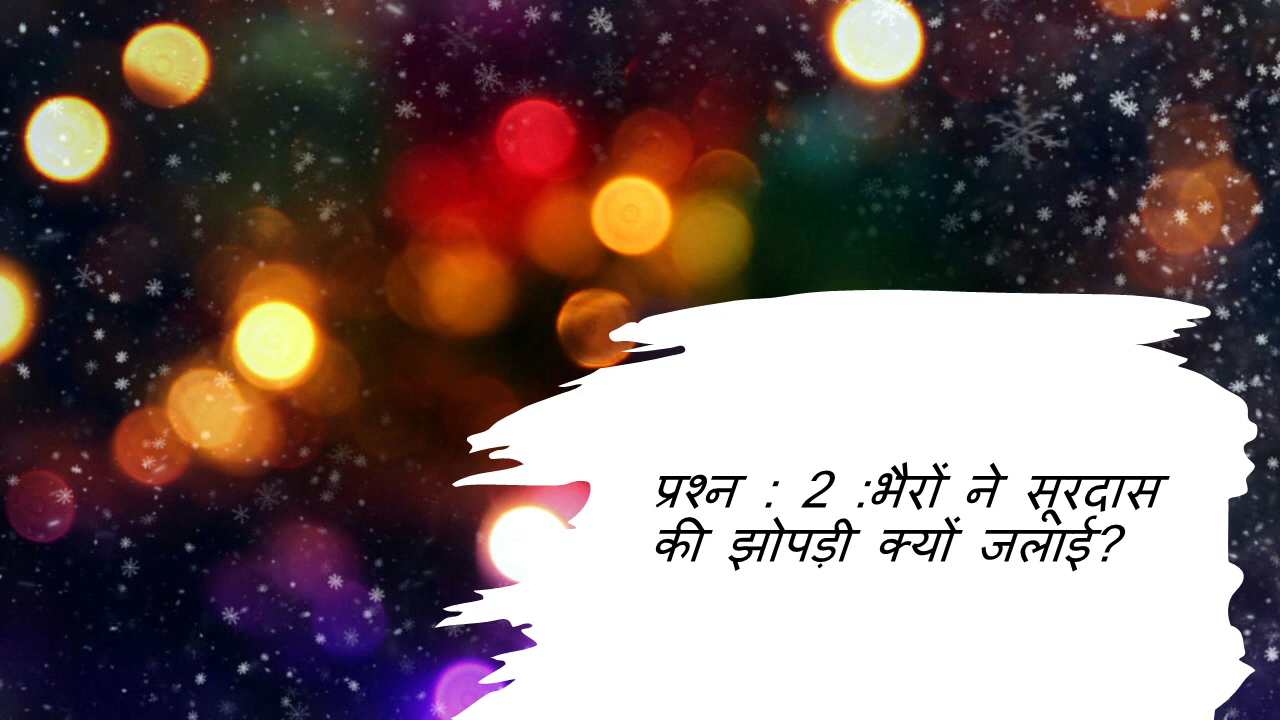 प्रश्न : 2 :भैरों ने सूरदास
की झोपड़ी क्यों जलाई?